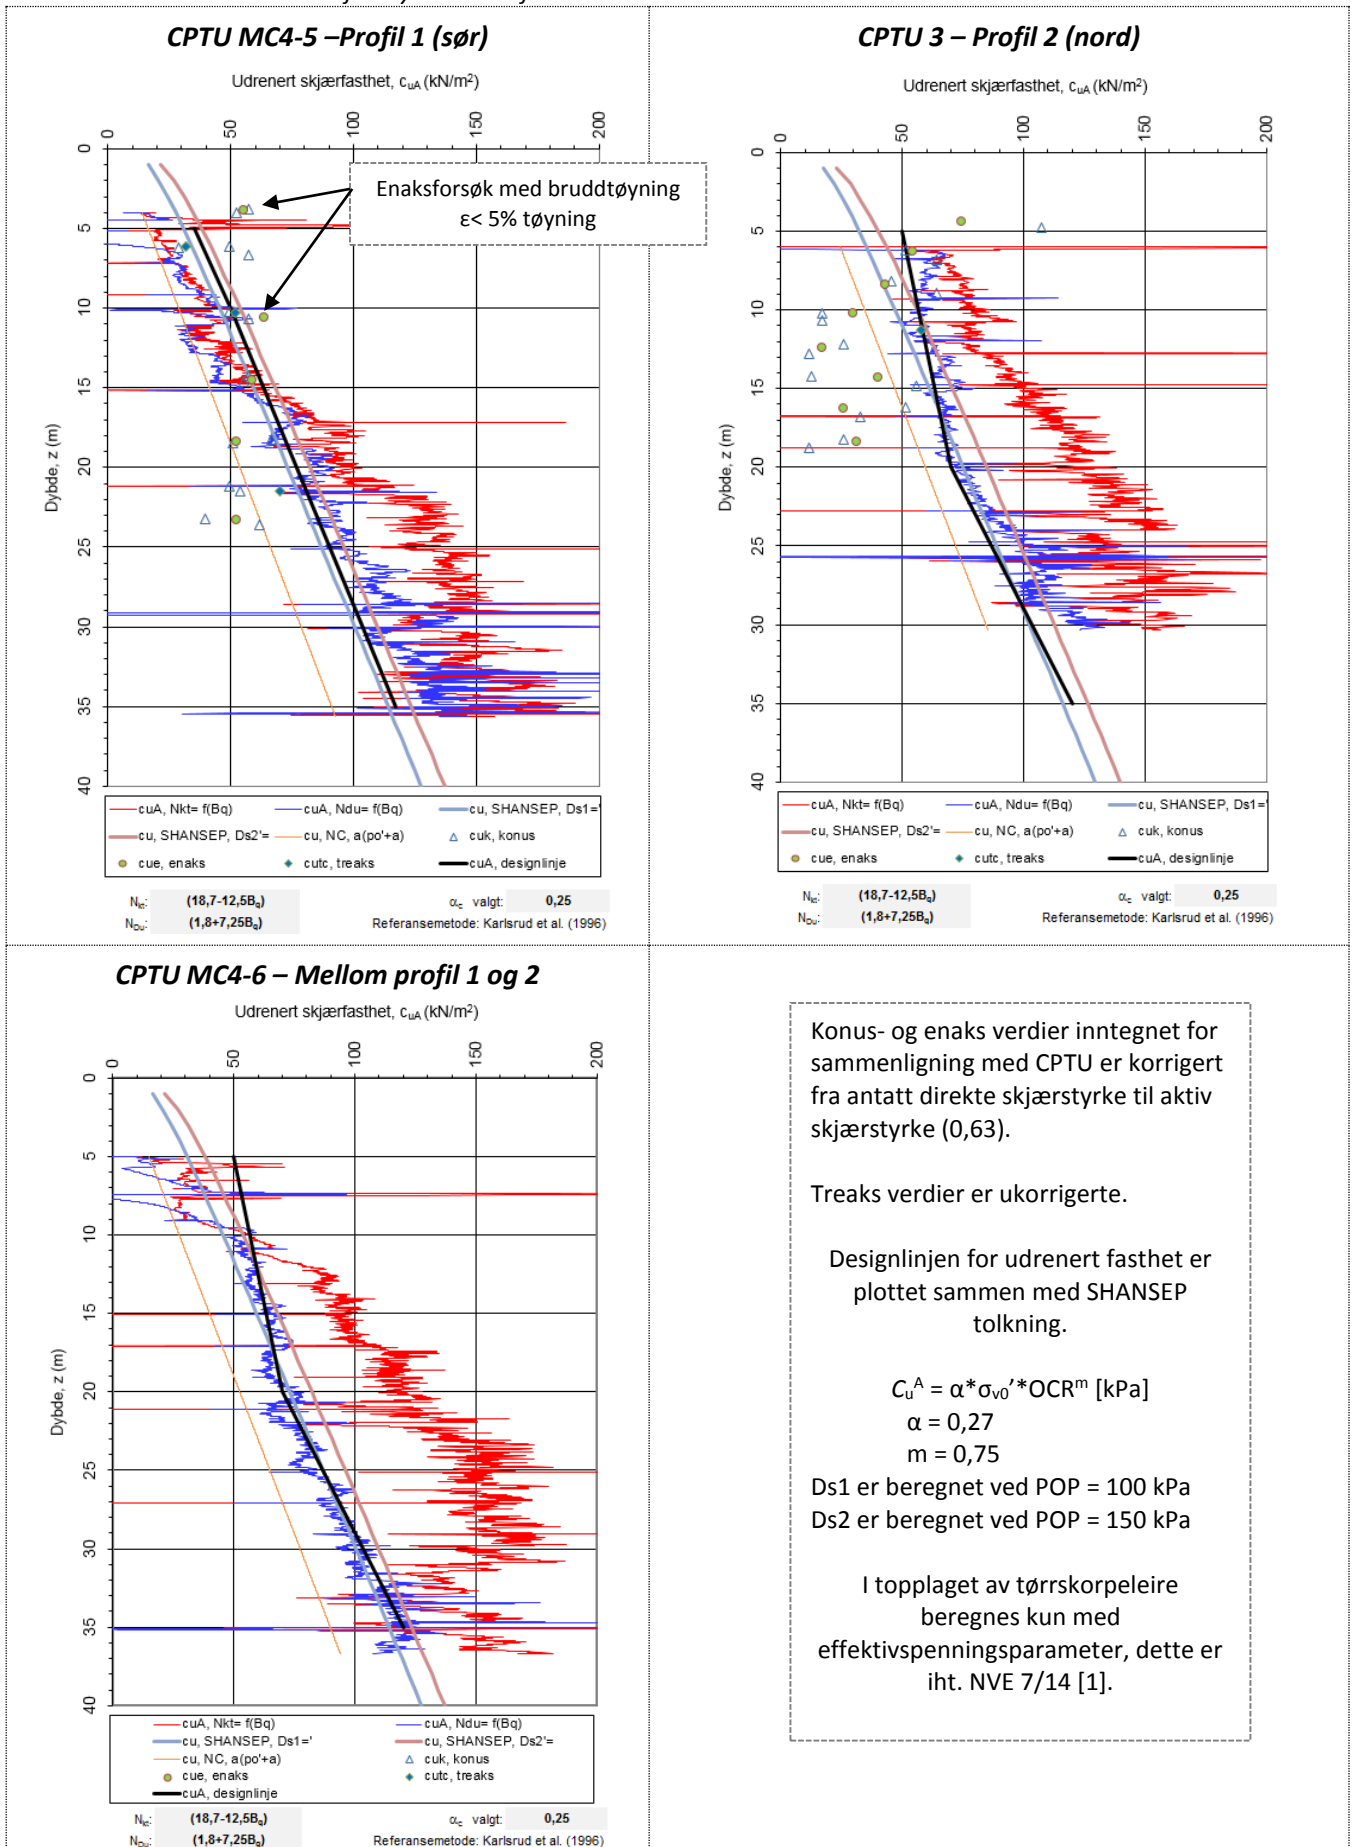 CPTU MC4-5 –Profil 1 (sør)
Udrenert skjærfasthet, cuA (kN/m²)
0 50 100 150 200
Dybde, z (m)
0
5
10
15
20
25
30
35
40
Enaksforsøk med bruddtøyning
ε< 5% tøyning
cuA, Nkt= f(Bq) cuA, Ndu= f(Bq) cu, SHANSEP, Ds1='
cu, SHANSEP, Ds2'= cu, NC, a(po'+a) cuk, konus
cue, enaks cutc, treaks cuA, designlinje
Nkt: (18,7-12,5Bq) αc valgt: 0,25
NDu: (1,8+7,25Bq) Referansemetode: Karlsrud et al. (1996)
CPTU 3 – Profil 2 (nord)
Udrenert skjærfasthet, cuA (kN/m²)
0 50 100 150 200
Dybde, z (m)
0
5
10
15
20
25
30
35
40
cuA, Nkt= f(Bq) cuA, Ndu= f(Bq) cu, SHANSEP, Ds1='
cu, SHANSEP, Ds2'= cu, NC, a(po'+a) cuk, konus
cue, enaks cutc, treaks cuA, designlinje
Nkt: (18,7-12,5Bq) αc valgt: 0,25
NDu: (1,8+7,25Bq) Referansemetode: Karlsrud et al. (1996)
CPTU MC4-6 – Mellom profil 1 og 2
Udrenert skjærfasthet, cuA (kN/m²)
0 50 100 150 200
Dybde, z (m)
0
5
10
15
20
25
30
35
40
cuA, Nkt= f(Bq) cuA, Ndu= f(Bq)
cu, SHANSEP, Ds1=' cu, SHANSEP, Ds2'=
cu, NC, a(po'+a) cuk, konus
cue, enaks cutc, treaks
cuA, designlinje
Nkt: (18,7-12,5Bq) αc valgt: 0,25
NDu: (1,8+7,25Bq) Referansemetode: Karlsrud et al. (1996)
Konus- og enaks verdier inntegnet for
sammenligning med CPTU er korrigert
fra antatt direkte skjærstyrke til aktiv
skjærstyrke (0,63).
Treaks verdier er ukorrigerte.
Designlinjen for udrenert fasthet er
plottet sammen med SHANSEP
tolkning.
CuA = α*σv0'*OCRm [kPa]
α = 0,27
m = 0,75
Ds1 er beregnet ved POP = 100 kPa
Ds2 er beregnet ved POP = 150 kPa
I topplaget av tørrskorpeleire
beregnes kun med
effektivspenningsparameter, dette er
iht. NVE 7/14 [1].